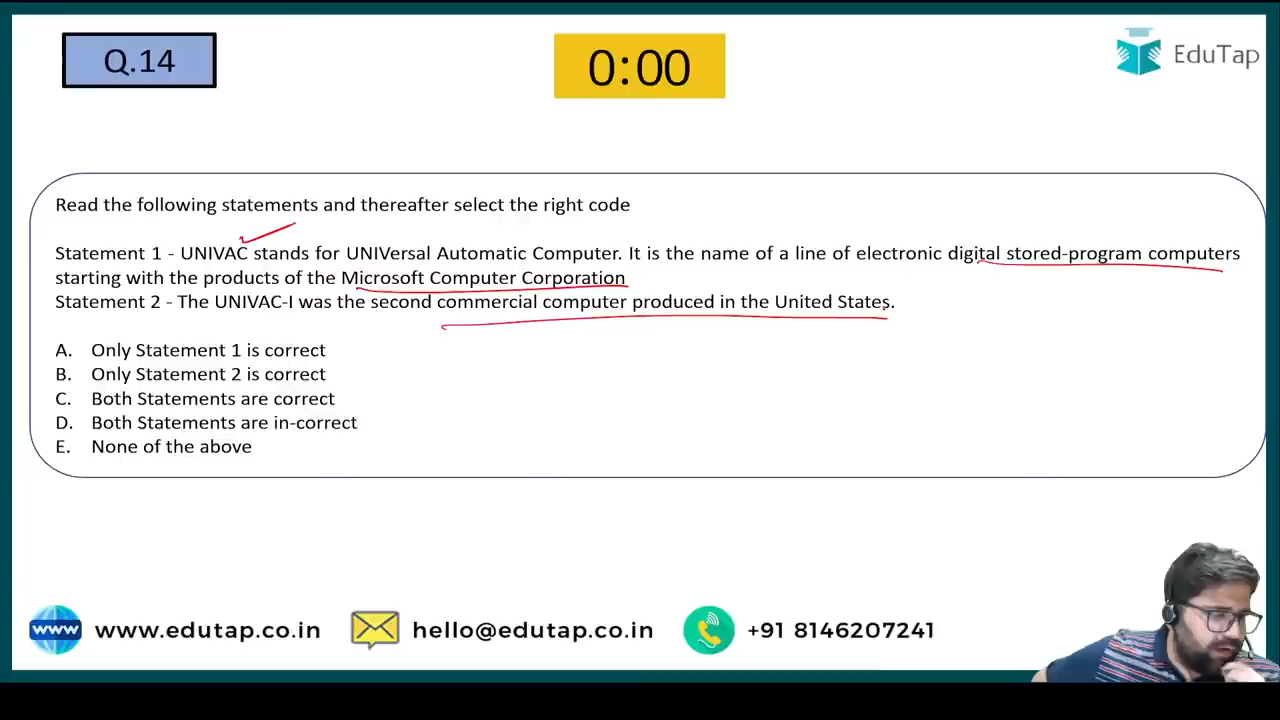 Q.14
0:00
EduTap
Read the following statements and thereafter select the right code
Statement 1 - UNIVAC stands for UNIVersal Automatic Computer. It is the name of a line of electronic digital stored-program computers
starting with the products of the Microsoft Computer Corporation
Statement 2 - The UNIVAC-I was the second commercial computer produced in the United States.
A. Only Statement 1 is correct
B. Only Statement 2 is correct
C. Both Statements are correct
D. Both Statements are in-correct
E. None of the above
www
www.edutap.co.in
hello@edutap.co.in
+91 8146207241